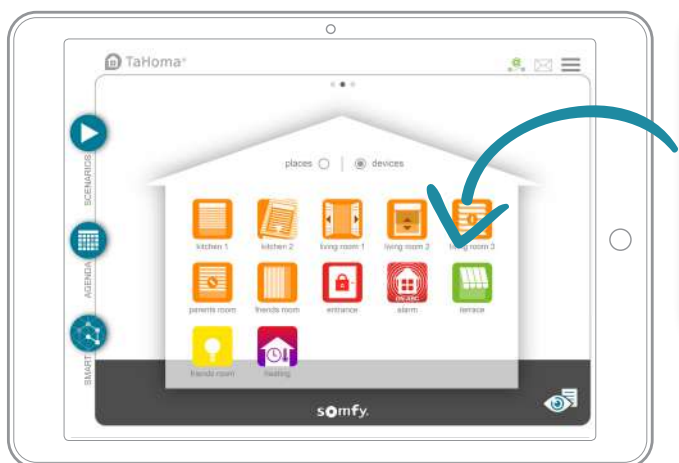 TaHoma®
places | devices
kitchen 1 kitchen 2 living room 1 living room 2 living room 3
parents room friends room entrance alarm terrace
ON ABC
friends room heating
SCENARIOS
AGENDA
SMART
somfy.